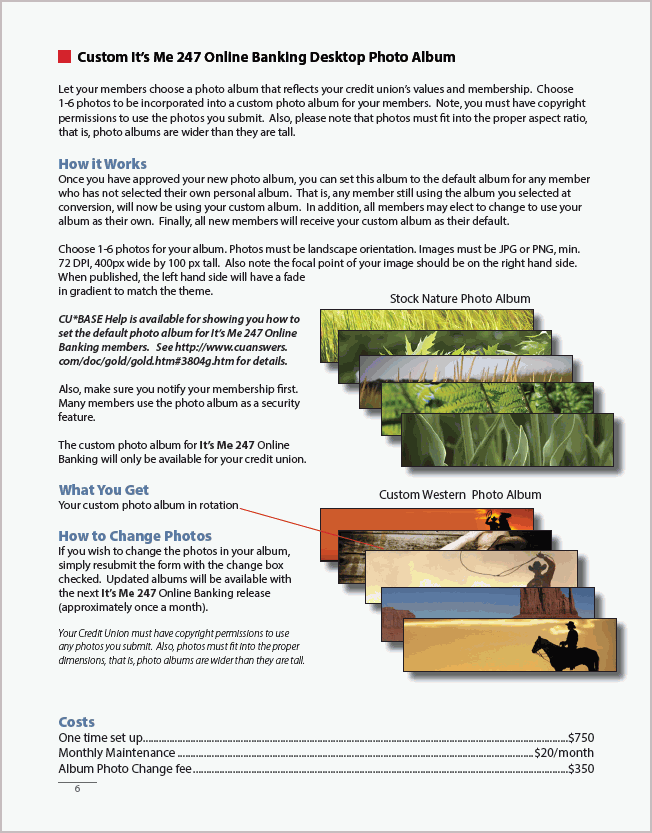 Custom It's Me 247 Online Banking Desktop Photo Album
Let your members choose a photo album that reflects your credit union's values and membership.  Choose
1-6 photos to be incorporated into a custom photo album for your members.  Note, you must have copyright
permissions to use the photos you submit.  Also, please note that photos must fit into the proper aspect ratio,
that is, photo albums are wider than they are tall.
How it Works
Once you have approved your new photo album, you can set this album to the default album for any member
who has not selected their own personal album.  That is, any member still using the album you selected at
conversion, will now be using your custom album.  In addition, all members may elect to change to use your
album as their own.  Finally, all new members will receive your custom album as their default.
Choose 1-6 photos for your album. Photos must be landscape orientation. Images must be JPG or PNG, min.
72 DPI, 400px wide by 100 px tall.  Also note the focal point of your image should be on the right hand side.
When published, the left hand side will have a fade
in gradient to match the theme.
CU*BASE Help is available for showing you how to
set the default photo album for It's Me 247 Online
Banking members.   See http://www.cuanswers.
com/doc/gold/gold.htm#3804g.htm for details.
Also, make sure you notify your membership first.
Many members use the photo album as a security
feature.
The custom photo album for It's Me 247 Online
Banking will only be available for your credit union.
Stock Nature Photo Album
What You Get
Your custom photo album in rotation
Custom Western  Photo Album
How to Change Photos
If you wish to change the photos in your album,
simply resubmit the form with the change box
checked.  Updated albums will be available with
the next It's Me 247 Online Banking release
(approximately once a month).
Your Credit Union must have copyright permissions to use
any photos you submit.  Also, photos must fit into the proper
dimensions, that is, photo albums are wider than they are tall.
Costs
One time set up....................$750
Monthly Maintenance....................$20/month
Album Photo Change fee....................$350
6